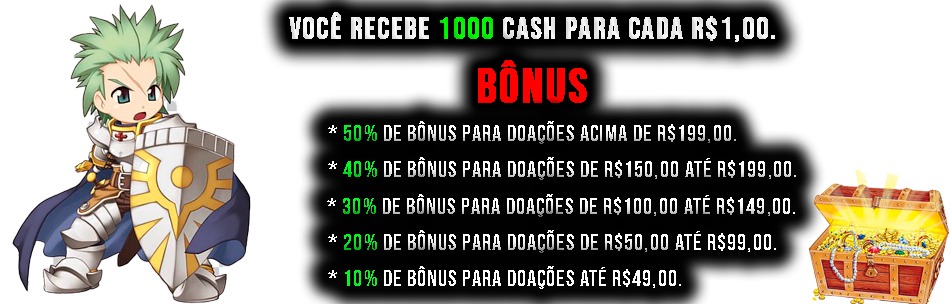 VOCÊ RECEBE 1000 CASH PARA CADA R$1,00.
BÔNUS
* 50% DE BÔNUS PARA DOAÇÕES ACIMA DE R$199,00.
* 40% DE BÔNUS PARA DOAÇÕES DE R$150,00 ATÉ R$199,00.
* 30% DE BÔNUS PARA DOAÇÕES DE R$100,00 ATÉ R$149,00.
* 20% DE BÔNUS PARA DOAÇÕES DE R$50,00 ATÉ R$99,00.
* 10% DE BÔNUS PARA DOAÇÕES ATÉ R$49,00.